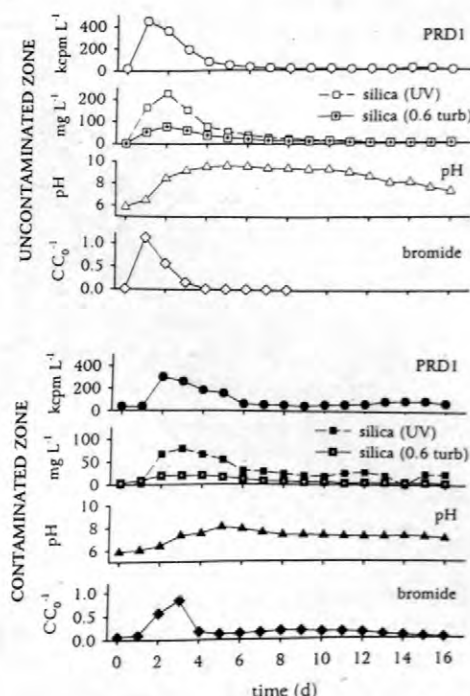 UNCONTAMINATED ZONE
PRD1
kcpm L⁻¹
400
200
0
silica (UV)
silica (0.6 turb)
mg L⁻¹
200
100
0
pH
pH
10
8
6
bromide
C C₀⁻¹
1.0
0.5
0.0
CONTAMINATED ZONE
PRD1
kcpm L⁻¹
400
200
0
silica (UV)
silica (0.6 turb)
mg L⁻¹
100
50
0
pH
pH
8
6
bromide
C C₀⁻¹
1.0
0.5
0.0
0 2 4 6 8 10 12 14 16
time (d)